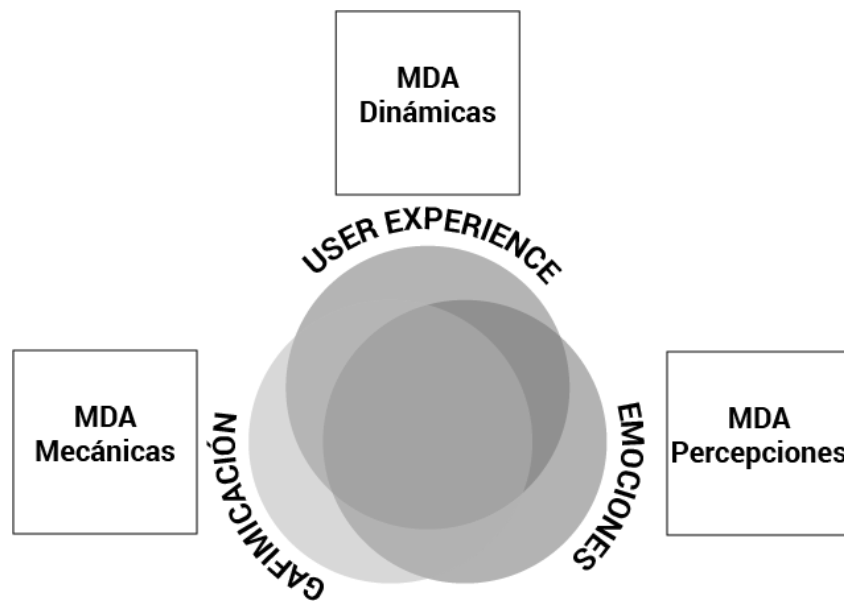 MDA
Dinámicas
USER EXPERIENCE
MDA
Mecánicas
GAFIMICACIÓN
EMOCIONES
MDA
Percepciones